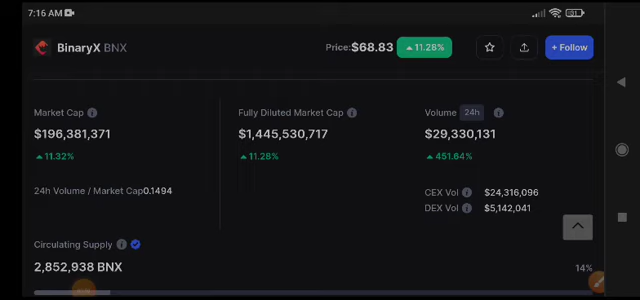 7:16 AM
BinaryX BNX
Price:$68.83
11.28%
+ Follow
Market Cap
$196,381,371
11.32%
24h Volume / Market Cap0.1494
Fully Diluted Market Cap
$1,445,530,717
11.28%
Volume 24h
$29,330,131
451.64%
CEX Vol $24,316,096
DEX Vol $5,142,041
Circulating Supply
2,852,938 BNX
14%